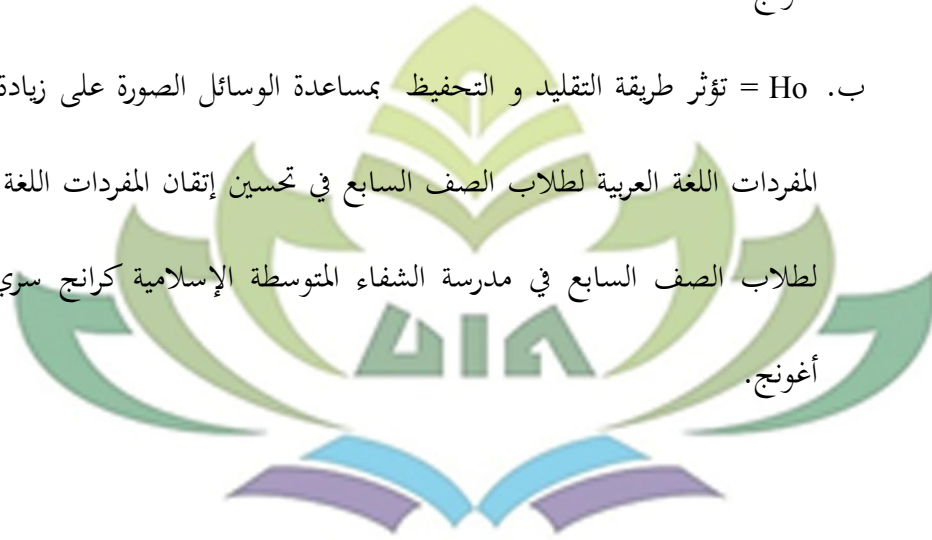 ب. Ho = تؤثر طريقة التقليد و التحفيظ بمساعدة الوسائل الصورة على زيادة
المفردات اللغة العربية لطلاب الصف السابع في تحسين إتقان المفردات اللغة
لطلاب الصف السابع في مدرسة الشفاء المتوسطة الإسلامية كرانج سري
أغونج.